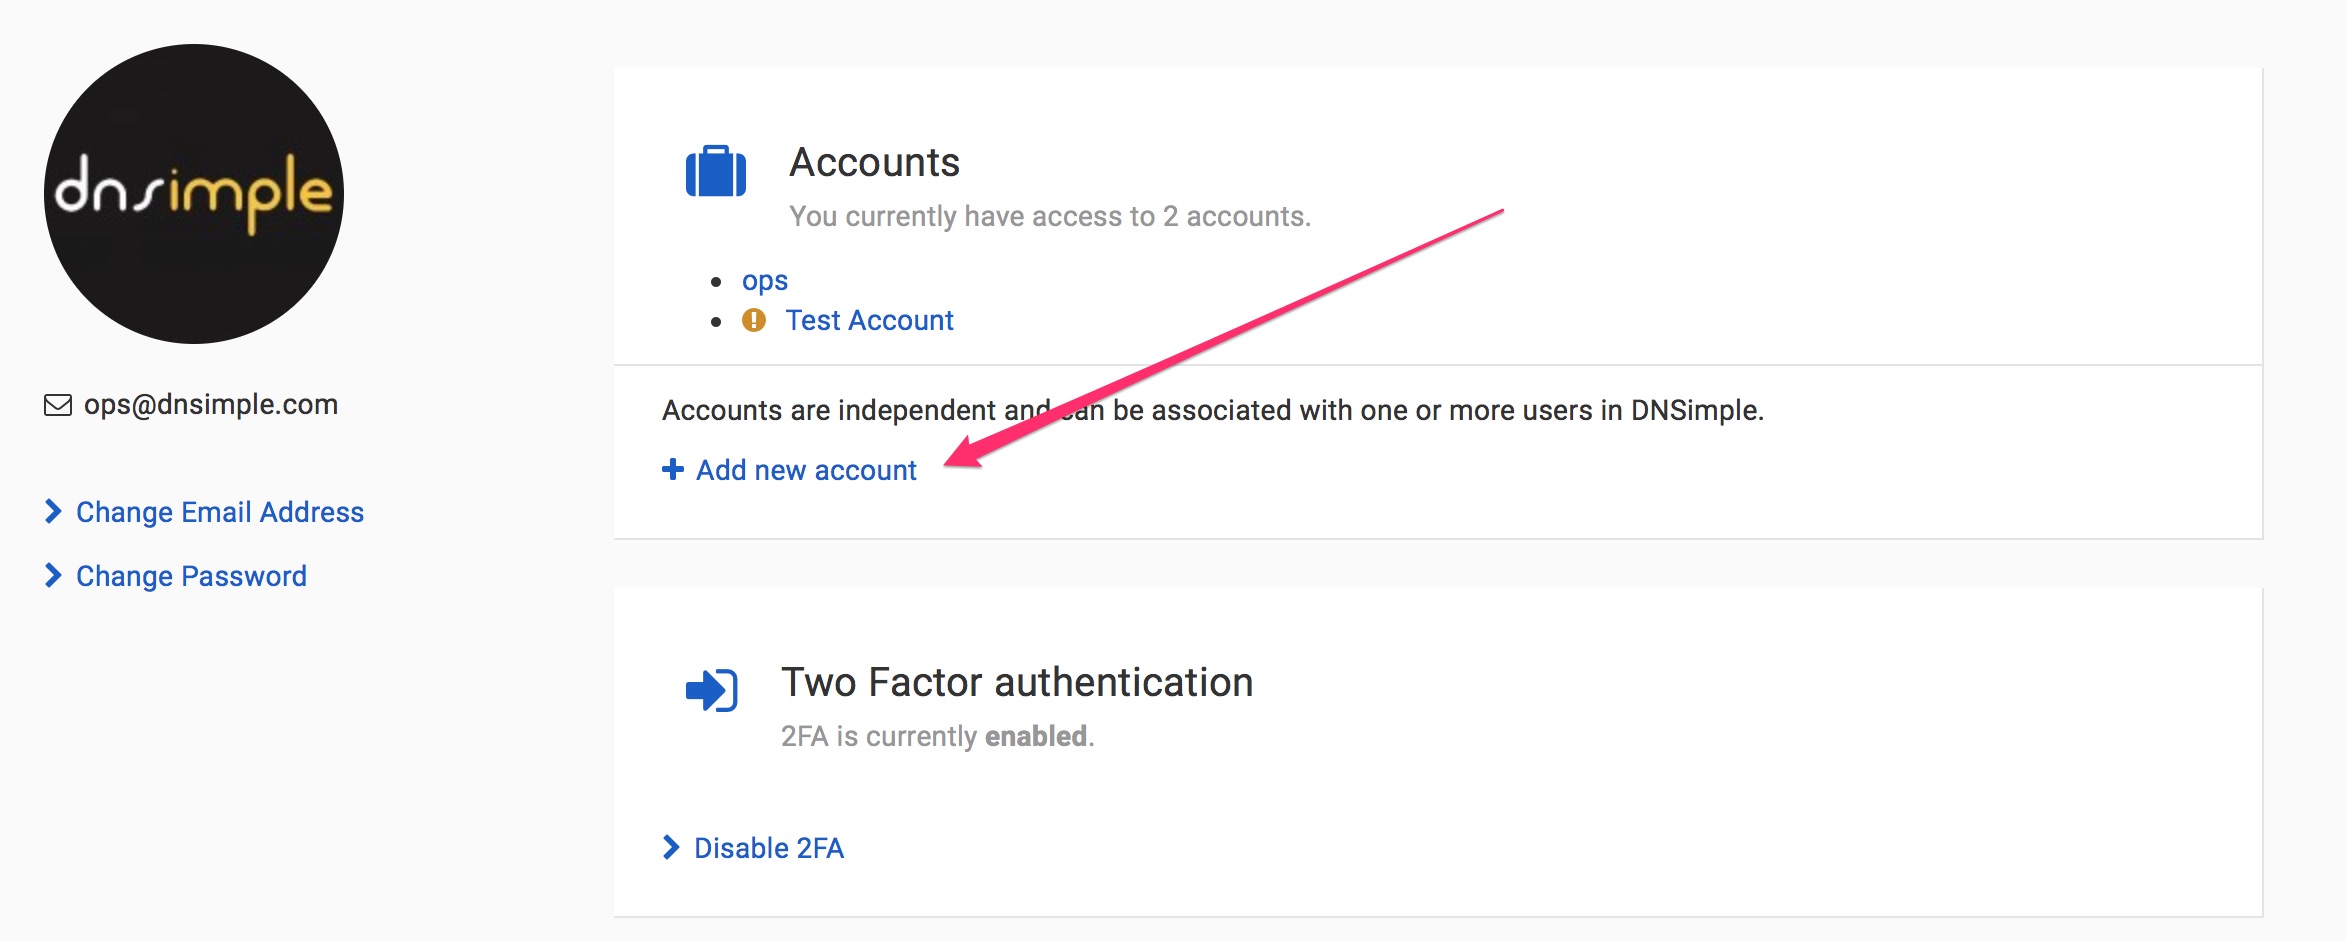 dnsimple
ops@dnsimple.com
Change Email Address
Change Password
Accounts
You currently have access to 2 accounts.
ops
Test Account
Accounts are independent and can be associated with one or more users in DNSimple.
Add new account
Two Factor authentication
2FA is currently enabled.
Disable 2FA